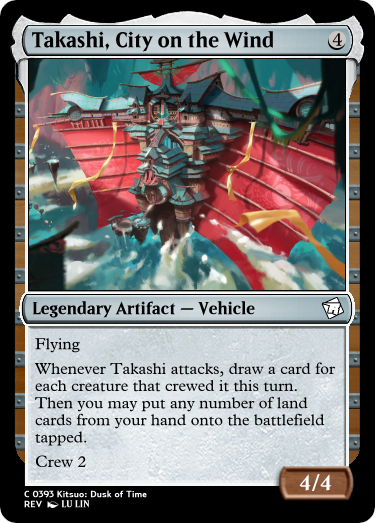 Takashi, City on the Wind 4
Legendary Artifact — Vehicle
Flying
Whenever Takashi attacks, draw a card for
each creature that crewed it this turn.
Then you may put any number of land
cards from your hand onto the battlefield
tapped.
Crew 2
4/4
C 0393 Kitsuo: Dusk of Time
REV LU LIN